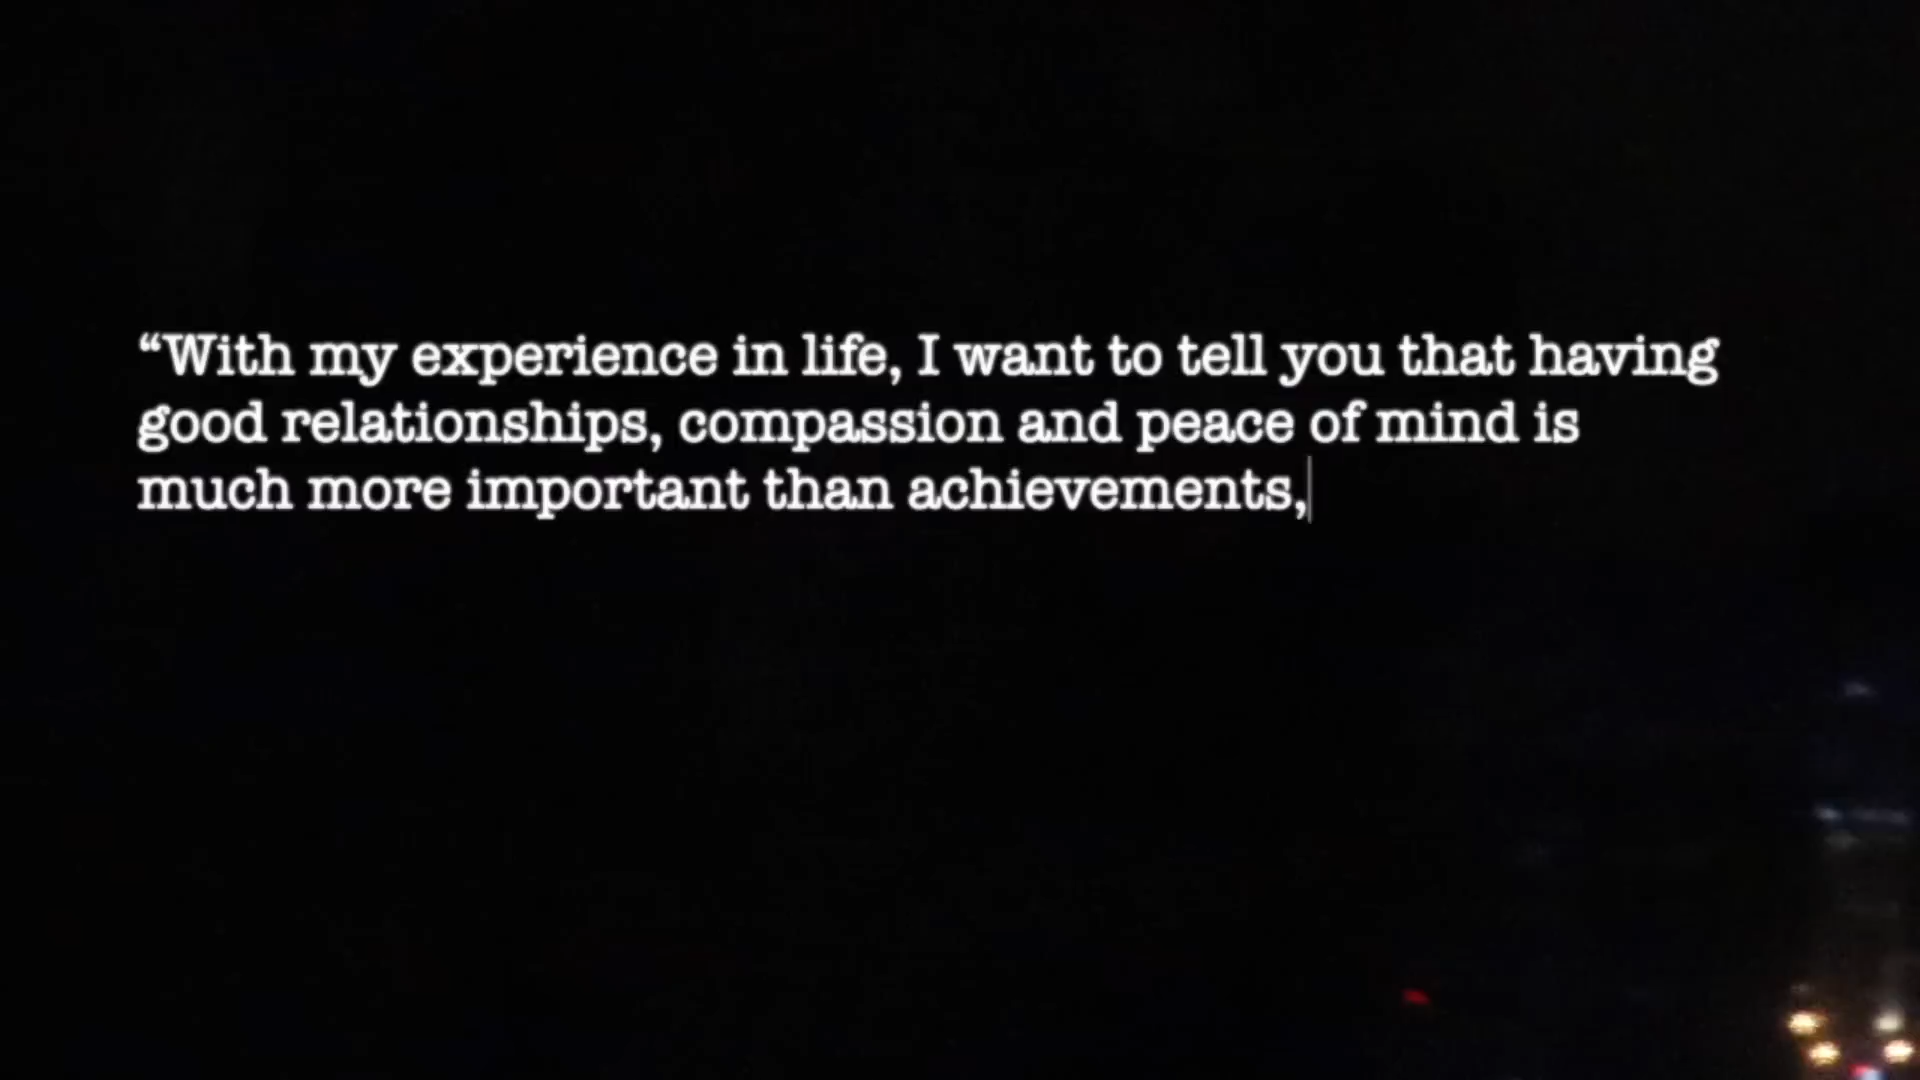 “With my experience in life, I want to tell you that having
good relationships, compassion and peace of mind is
much more important than achievements,